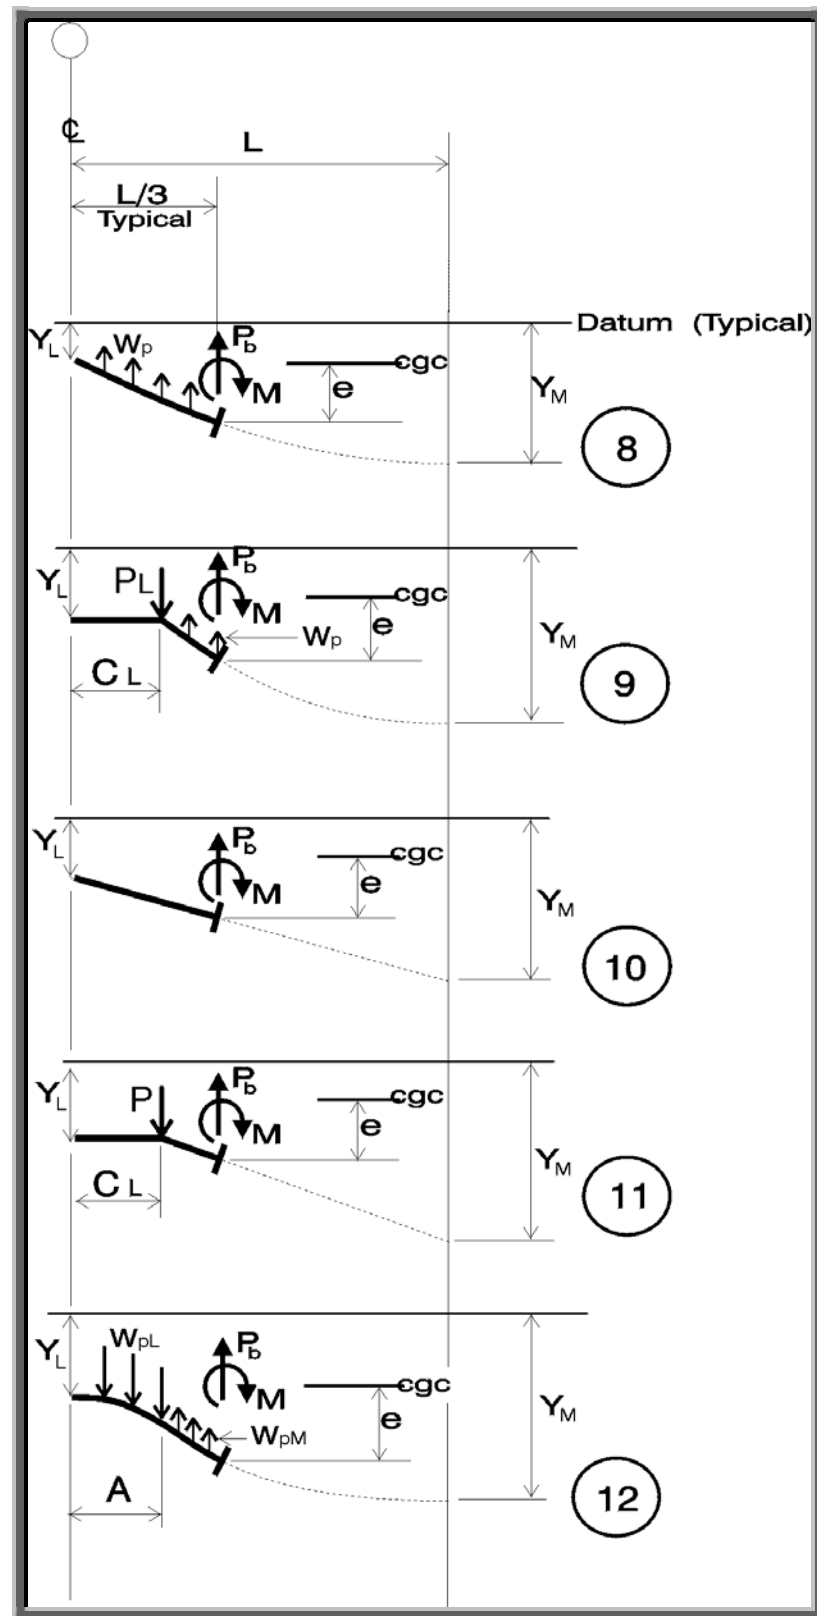 ℄
L
L/3
Typical
Datum (Typical)
YL Wp Pb M cgc e YM
8
YL PL Pb M Wp cgc e YM
CL
9
YL Pb M cgc e YM
10
YL P Pb M cgc e YM
CL
11
YL WpL Pb M cgc e YM
WpM
A
12